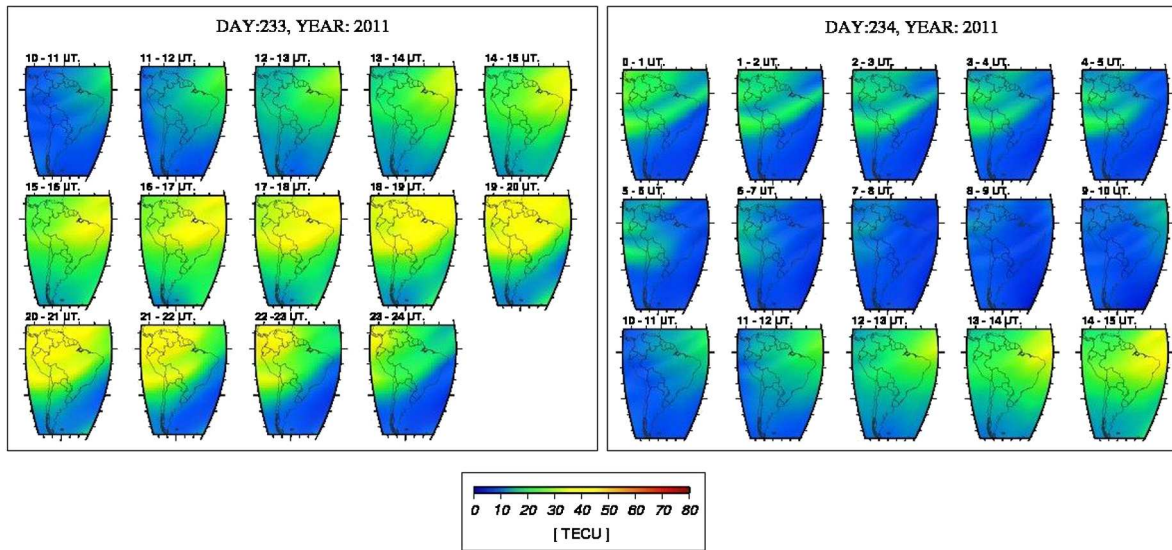 DAY:233, YEAR: 2011
10 - 11 UT. 11 - 12 UT. 12 - 13 UT. 13 - 14 UT. 14 - 15 UT.
15 - 16 UT. 16 - 17 UT. 17 - 18 UT. 18 - 19 UT. 19 - 20 UT.
20 - 21 UT. 21 - 22 UT. 22 - 23 UT. 23 - 24 UT.
DAY:234, YEAR: 2011
0 - 1 UT. 1 - 2 UT. 2 - 3 UT. 3 - 4 UT. 4 - 5 UT.
5 - 6 UT. 6 - 7 UT. 7 - 8 UT. 8 - 9 UT. 9 - 10 UT.
10 - 11 UT. 11 - 12 UT. 12 - 13 UT. 13 - 14 UT. 14 - 15 UT.
0 10 20 30 40 50 60 70 80
[ TECU ]